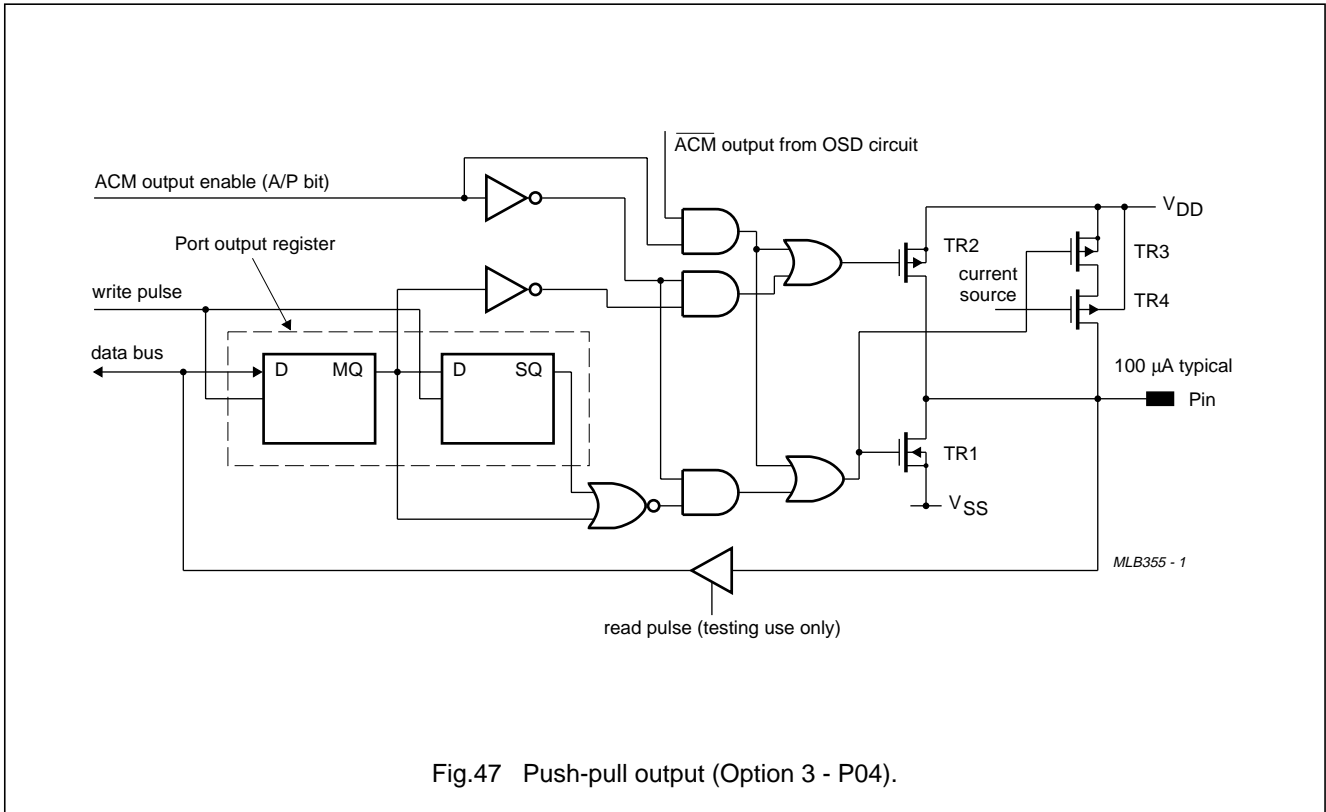 ACM output from OSD circuit
ACM output enable (A/P bit)
VDD
Port output register
TR2
TR3
current
source
write pulse
TR4
data bus
D MQ
D SQ
100 µA typical
Pin
TR1
VSS
MLB355 - 1
read pulse (testing use only)
Fig.47 Push-pull output (Option 3 - P04).